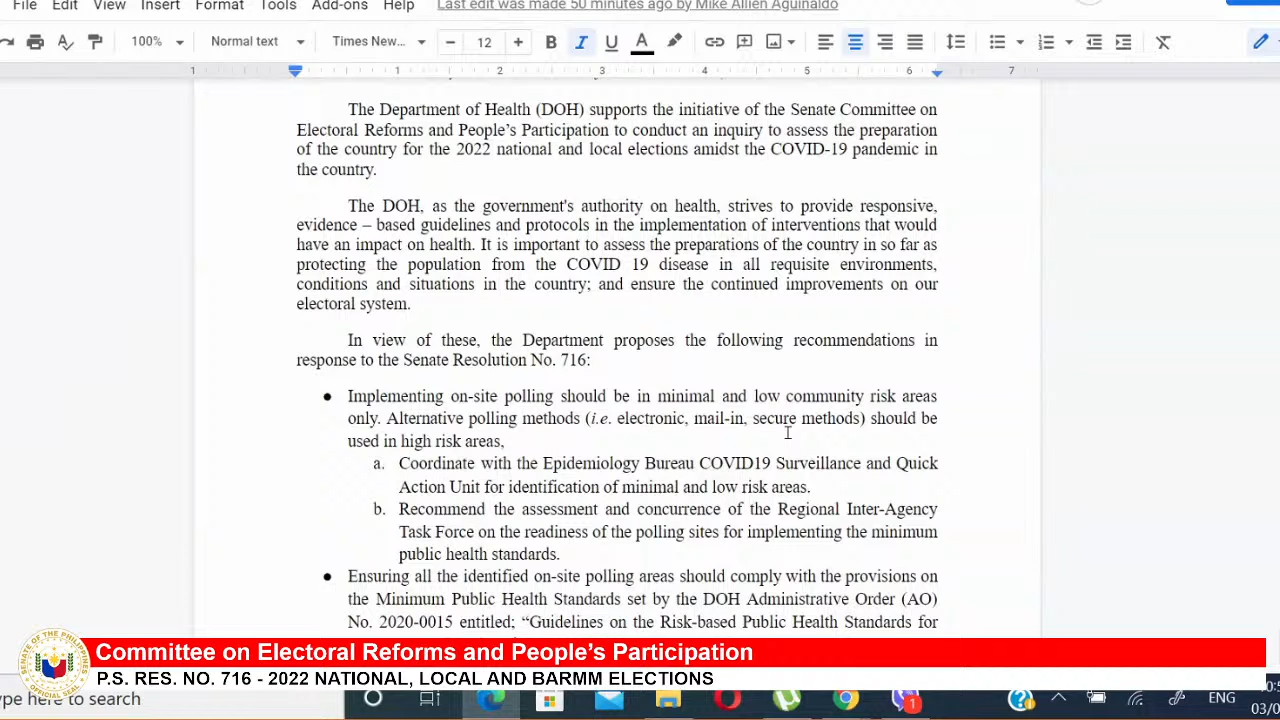 File Edit View Insert Format Tools Add-ons Help Last edit was made 50 minutes ago by Mike Allien Aguinaldo
100% Normal text Times New... 12 B I U A
1 1 2 3 4 5 6 7
The Department of Health (DOH) supports the initiative of the Senate Committee on
Electoral Reforms and People's Participation to conduct an inquiry to assess the preparation
of the country for the 2022 national and local elections amidst the COVID-19 pandemic in
the country.
The DOH, as the government's authority on health, strives to provide responsive,
evidence – based guidelines and protocols in the implementation of interventions that would
have an impact on health. It is important to assess the preparations of the country in so far as
protecting the population from the COVID 19 disease in all requisite environments,
conditions and situations in the country; and ensure the continued improvements on our
electoral system.
In view of these, the Department proposes the following recommendations in
response to the Senate Resolution No. 716:
● Implementing on-site polling should be in minimal and low community risk areas
only. Alternative polling methods (i.e. electronic, mail-in, secure methods) should be
used in high risk areas,
a. Coordinate with the Epidemiology Bureau COVID19 Surveillance and Quick
Action Unit for identification of minimal and low risk areas.
b. Recommend the assessment and concurrence of the Regional Inter-Agency
Task Force on the readiness of the polling sites for implementing the minimum
public health standards.
● Ensuring all the identified on-site polling areas should comply with the provisions on
the Minimum Public Health Standards set by the DOH Administrative Order (AO)
No. 2020-0015 entitled; “Guidelines on the Risk-based Public Health Standards for
Committee on Electoral Reforms and People's Participation
P.S. RES. NO. 716 - 2022 NATIONAL, LOCAL AND BARMM ELECTIONS
ype here to search
1
ENG
03/0